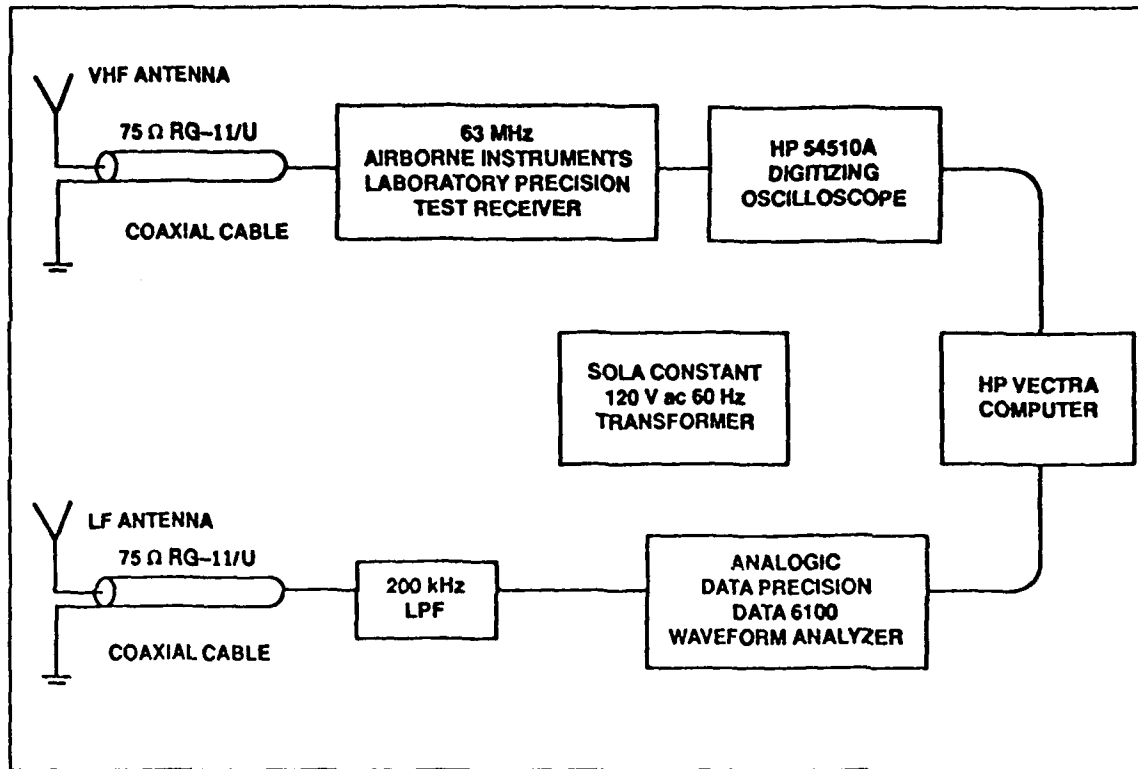 VHF ANTENNA
75 Ω RG-11/U
COAXIAL CABLE
63 MHz
AIRBORNE INSTRUMENTS
LABORATORY PRECISION
TEST RECEIVER
HP 54510A
DIGITIZING
OSCILLOSCOPE
SOLA CONSTANT
120 V ac 60 Hz
TRANSFORMER
HP VECTRA
COMPUTER
LF ANTENNA
75 Ω RG-11/U
COAXIAL CABLE
200 kHz
LPF
ANALOGIC
DATA PRECISION
DATA 6100
WAVEFORM ANALYZER